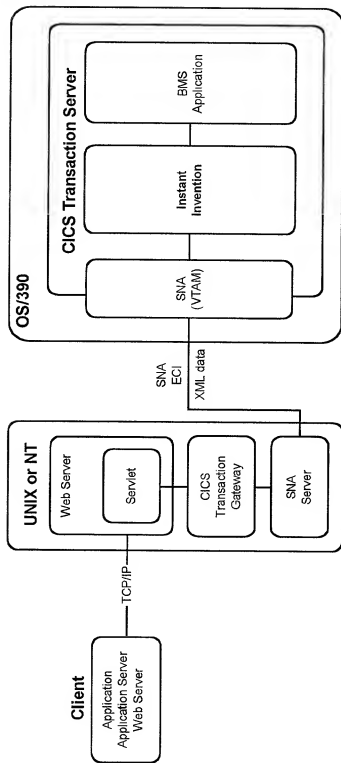 Client
Application
Application Server
Web Server
TCP/IP
UNIX or NT
Web Server
Servlet
CICS
Transaction
Gateway
SNA
Server
SNA
ECI
XML data
OS/390
CICS Transaction Server
SNA
(VTAM)
Instant
Invention
BMS
Application